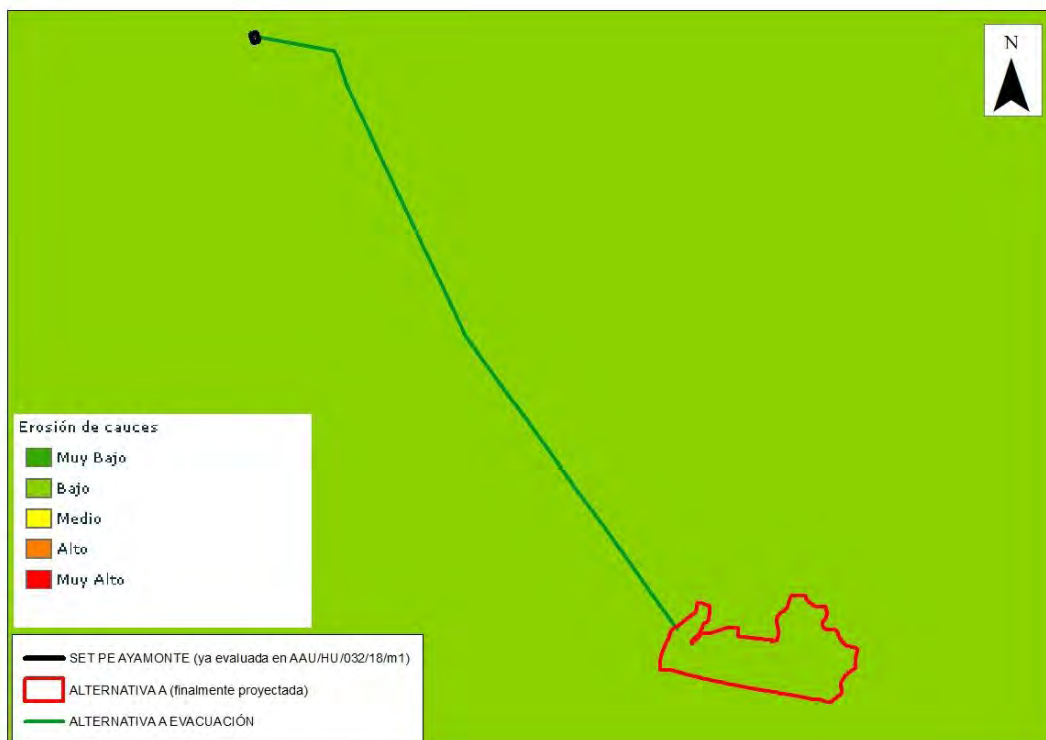 N
Erosión de cauces
Muy Bajo
Bajo
Medio
Alto
Muy Alto
SET PE AYAMONTE (ya evaluada en AAU/HU/032/18/m1)
ALTERNATIVA A (finalmente proyectada)
ALTERNATIVA A EVACUACIÓN